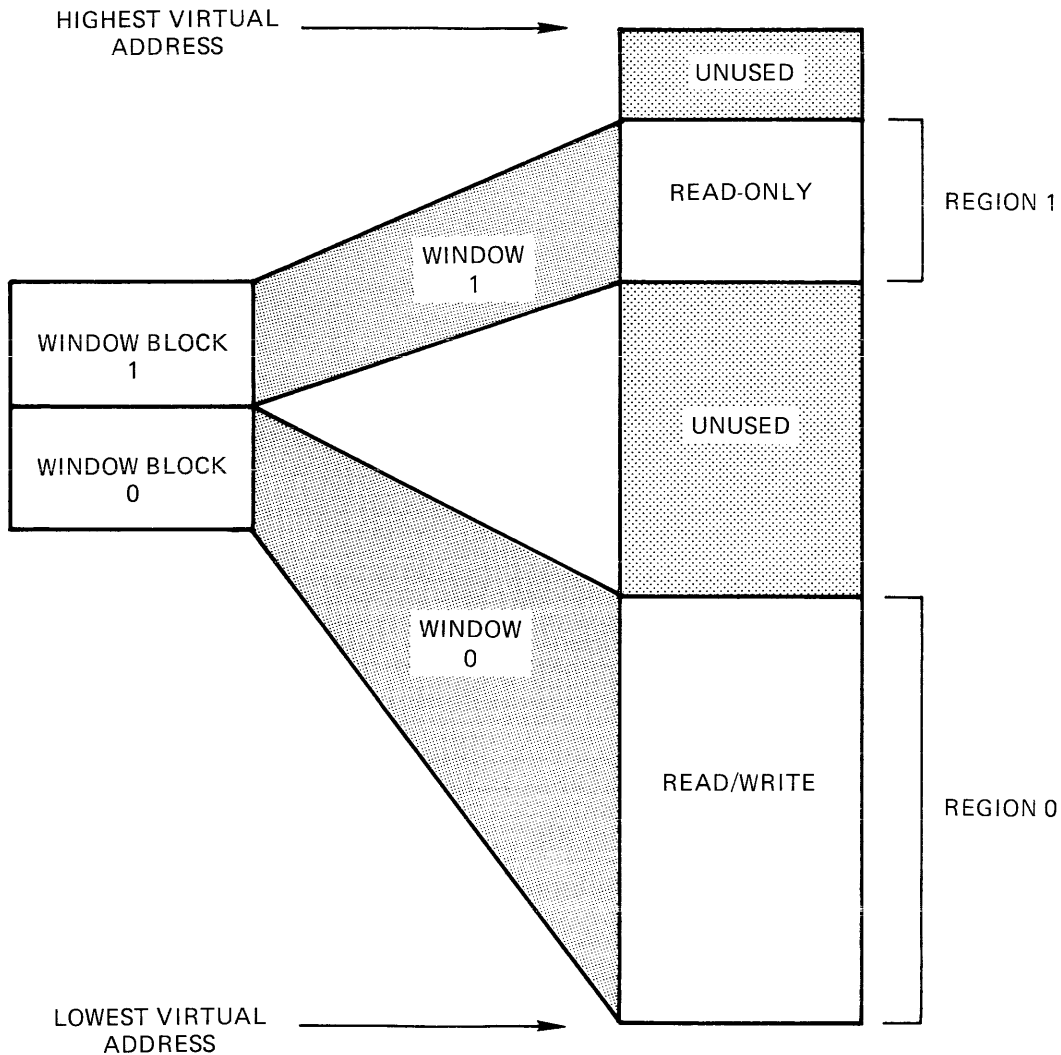 HIGHEST VIRTUAL
ADDRESS
UNUSED
READ-ONLY
REGION 1
WINDOW
1
WINDOW BLOCK
1
UNUSED
WINDOW BLOCK
0
WINDOW
0
READ/WRITE
REGION 0
LOWEST VIRTUAL
ADDRESS